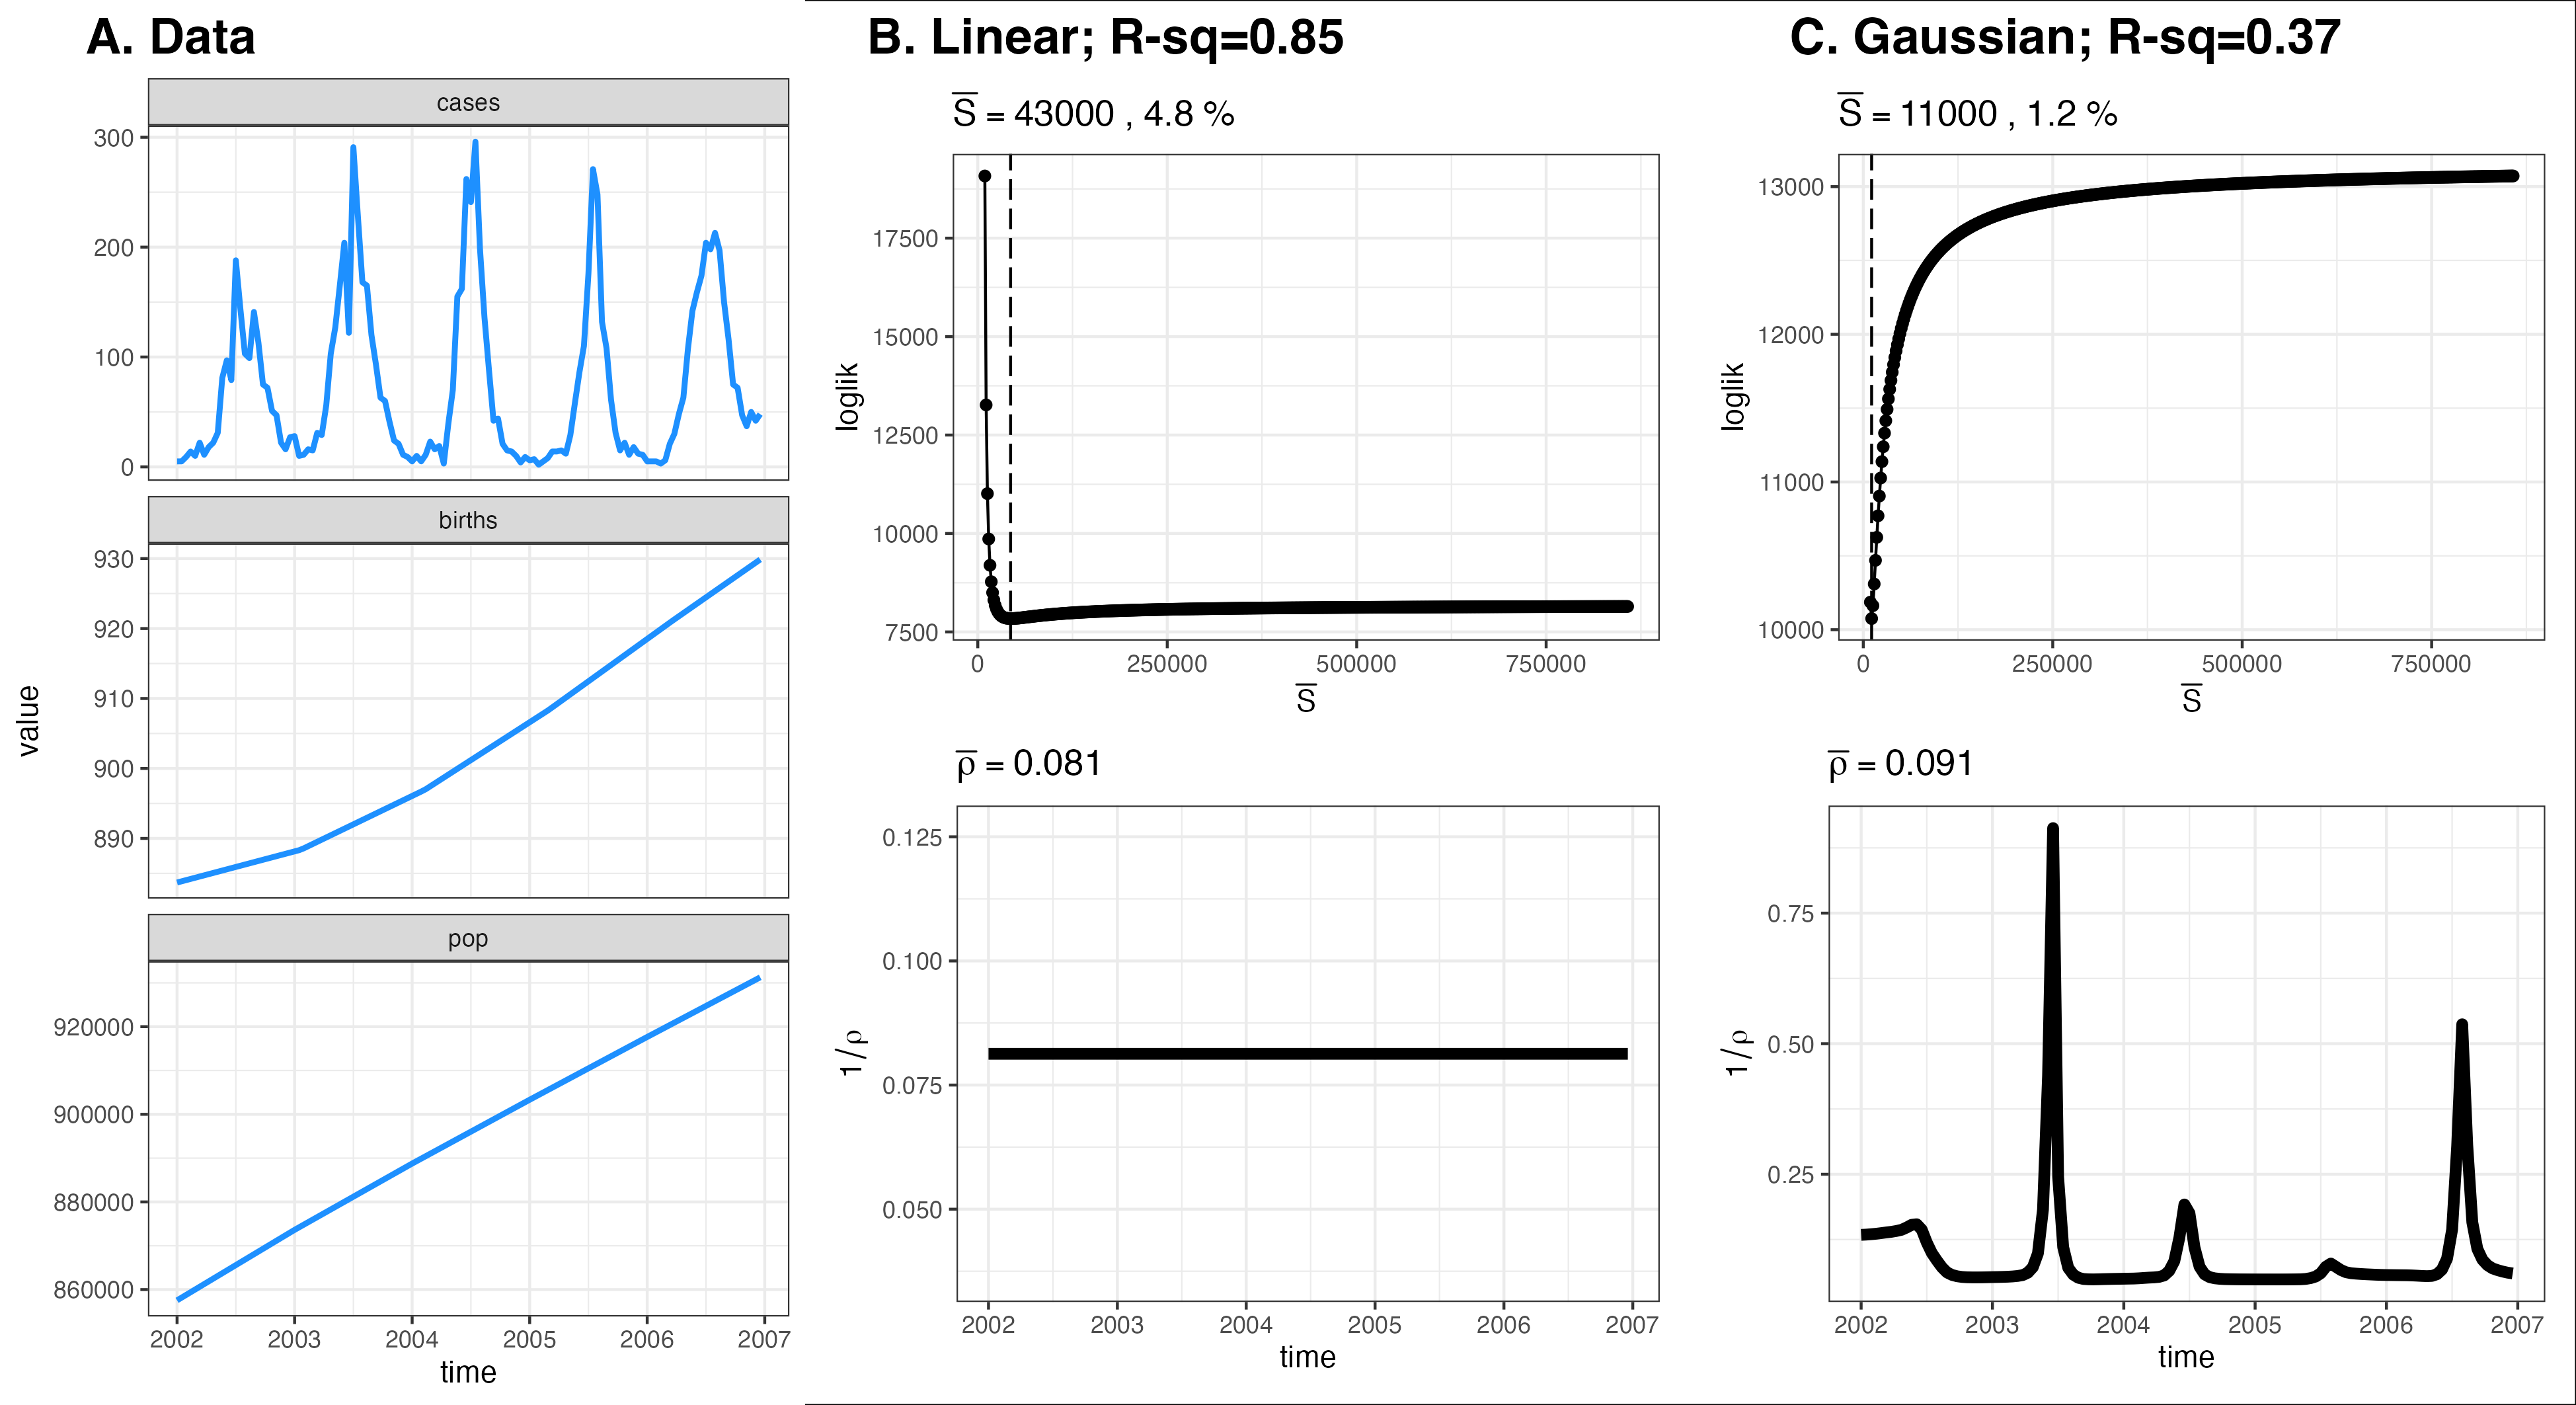 A. Data
cases
300
200
100
0
births
930
920
910
900
890
pop
920000
900000
880000
860000
2002 2003 2004 2005 2006 2007
time
value
B. Linear; R-sq=0.85
S̅ = 43000 , 4.8 %
17500
15000
12500
10000
7500
loglik
0 250000 500000 750000
S̅
ρ̅ = 0.081
0.125
0.100
0.075
0.050
1/ρ
2002 2003 2004 2005 2006 2007
time
C. Gaussian; R-sq=0.37
S̅ = 11000 , 1.2 %
13000
12000
11000
10000
loglik
0 250000 500000 750000
S̅
ρ̅ = 0.091
0.75
0.50
0.25
1/ρ
2002 2003 2004 2005 2006 2007
time